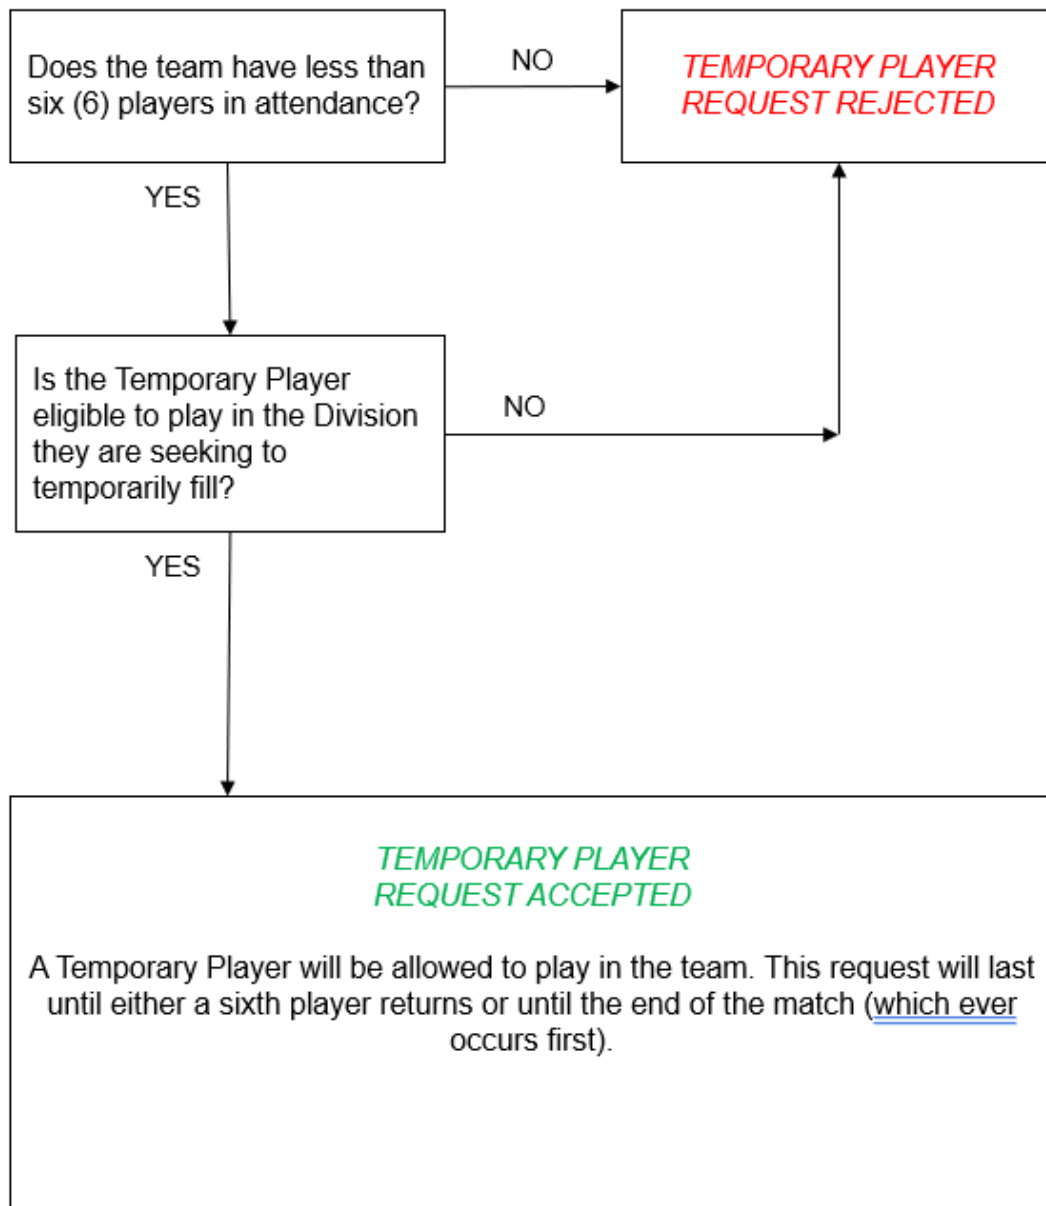 Does the team have less than
six (6) players in attendance?
NO
TEMPORARY PLAYER
REQUEST REJECTED
YES
Is the Temporary Player
eligible to play in the Division
they are seeking to
temporarily fill?
NO
YES
TEMPORARY PLAYER
REQUEST ACCEPTED
A Temporary Player will be allowed to play in the team. This request will last
until either a sixth player returns or until the end of the match (which ever
occurs first).